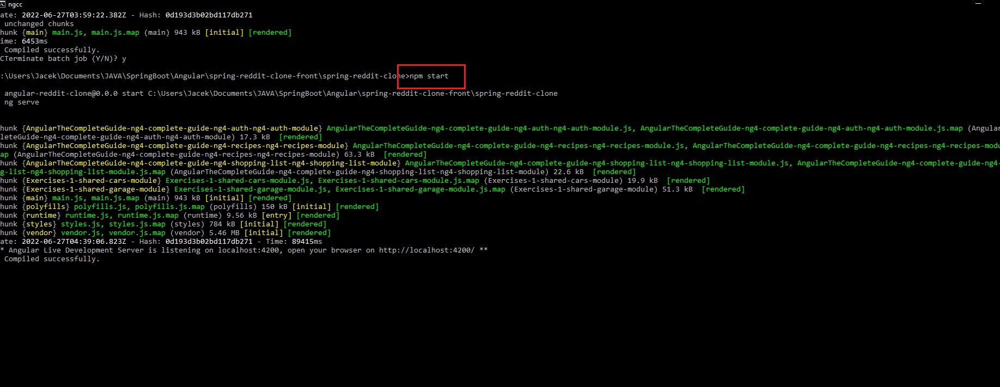 ngcc
ate: 2022-06-27T03:59:22.382Z - Hash: 0d193d3b02bd117db271
unchanged chunks
hunk {main} main.js, main.js.map (main) 943 kB [initial] [rendered]
ime: 6453ms
Compiled successfully.
CTerminate batch job (Y/N)? y
:\Users\Jacek\Documents\JAVA\SpringBoot\Angular\spring-reddit-clone-front\spring-reddit-clone>npm start
angular-reddit-clone@0.0.0 start C:\Users\Jacek\Documents\JAVA\SpringBoot\Angular\spring-reddit-clone-front\spring-reddit-clone
ng serve
hunk {AngularTheCompleteGuide-ng4-complete-guide-ng4-auth-ng4-auth-module} AngularTheCompleteGuide-ng4-complete-guide-ng4-auth-ng4-auth-module.js, AngularTheCompleteGuide-ng4-complete-guide-ng4-auth-ng4-auth-module.js.map (Angular
leteGuide-ng4-complete-guide-ng4-auth-ng4-auth-module) 17.3 kB [rendered]
hunk {AngularTheCompleteGuide-ng4-complete-guide-ng4-recipes-ng4-recipes-module} AngularTheCompleteGuide-ng4-complete-guide-ng4-recipes-ng4-recipes-module.js, AngularTheCompleteGuide-ng4-complete-guide-ng4-recipes-ng4-recipes-modu
ap (AngularTheCompleteGuide-ng4-complete-guide-ng4-recipes-ng4-recipes-module) 63.3 kB [rendered]
hunk {AngularTheCompleteGuide-ng4-complete-guide-ng4-shopping-list-ng4-shopping-list-module} AngularTheCompleteGuide-ng4-complete-guide-ng4-shopping-list-ng4-shopping-list-module.js, AngularTheCompleteGuide-ng4-complete-guide-ng4-
g-list-ng4-shopping-list-module.js.map (AngularTheCompleteGuide-ng4-complete-guide-ng4-shopping-list-ng4-shopping-list-module) 22.6 kB [rendered]
hunk {Exercises-1-shared-cars-module} Exercises-1-shared-cars-module.js, Exercises-1-shared-cars-module.js.map (Exercises-1-shared-cars-module) 19.9 kB [rendered]
hunk {Exercises-1-shared-garage-module} Exercises-1-shared-garage-module.js, Exercises-1-shared-garage-module.js.map (Exercises-1-shared-garage-module) 51.3 kB [rendered]
hunk {main} main.js, main.js.map (main) 943 kB [initial] [rendered]
hunk {polyfills} polyfills.js, polyfills.js.map (polyfills) 150 kB [initial] [rendered]
hunk {runtime} runtime.js, runtime.js.map (runtime) 9.56 kB [entry] [rendered]
hunk {styles} styles.js, styles.js.map (styles) 784 kB [initial] [rendered]
hunk {vendor} vendor.js, vendor.js.map (vendor) 5.46 MB [initial] [rendered]
ate: 2022-06-27T04:39:06.823Z - Hash: 0d193d3b02bd117db271 - Time: 89415ms
* Angular Live Development Server is listening on localhost:4200, open your browser on http://localhost:4200/ **
Compiled successfully.